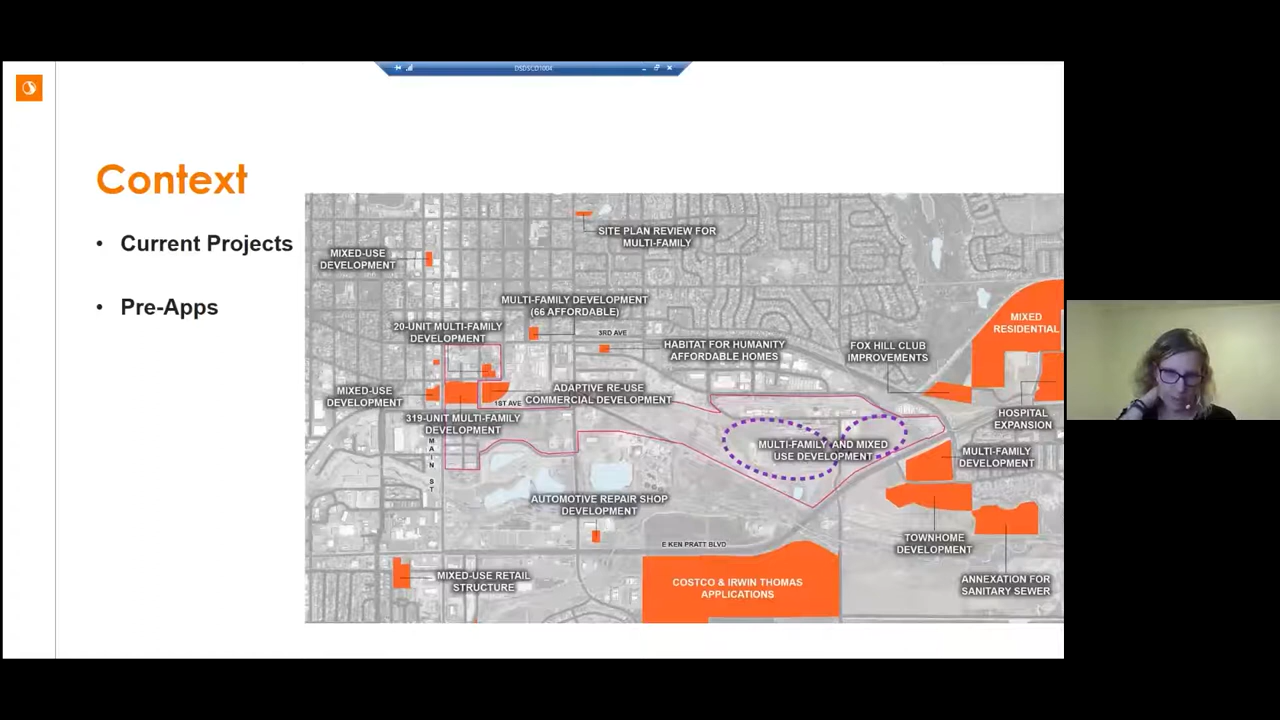 DSDSCD1004
Context
• Current Projects
• Pre-Apps
SITE PLAN REVIEW FOR
MULTI-FAMILY
MIXED-USE
DEVELOPMENT
MULTI-FAMILY DEVELOPMENT
(66 AFFORDABLE)
20-UNIT MULTI-FAMILY
DEVELOPMENT
3RD AVE
HABITAT FOR HUMANITY
AFFORDABLE HOMES
FOX HILL CLUB
IMPROVEMENTS
MIXED
RESIDENTIAL
MIXED-USE
DEVELOPMENT
1ST AVE
ADAPTIVE RE-USE
COMMERCIAL DEVELOPMENT
319-UNIT MULTI-FAMILY
DEVELOPMENT
HOSPITAL
EXPANSION
MAIN ST
MULTI-FAMILY AND MIXED
USE DEVELOPMENT
MULTI-FAMILY
DEVELOPMENT
AUTOMOTIVE REPAIR SHOP
DEVELOPMENT
E KEN PRATT BLVD
TOWNHOME
DEVELOPMENT
MIXED-USE RETAIL
STRUCTURE
COSTCO & IRWIN THOMAS
APPLICATIONS
ANNEXATION FOR
SANITARY SEWER